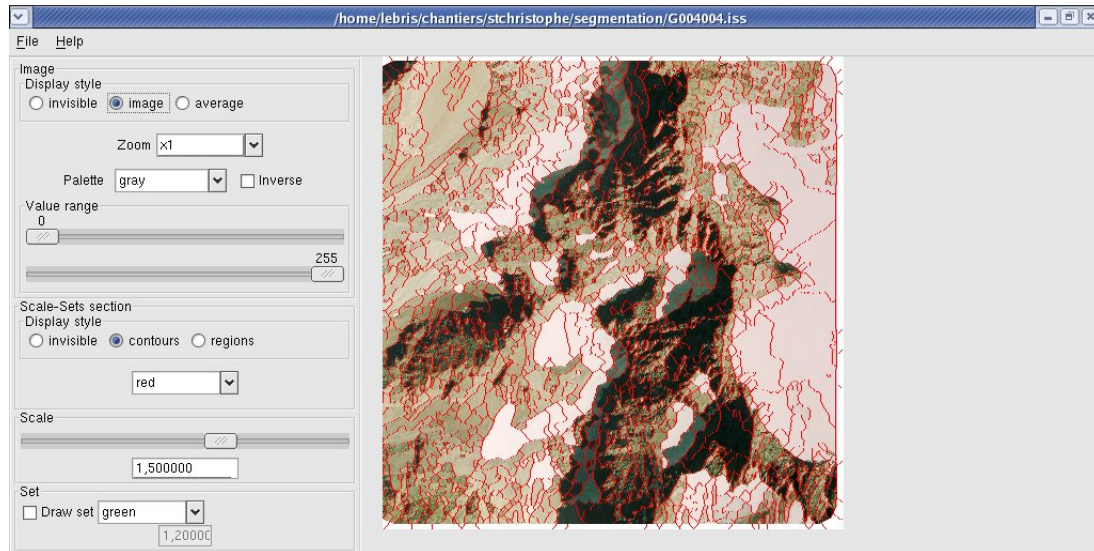 /home/lebris/chantiers/stchristophe/segmentation/G004004.iss
File Help
Image
Display style
invisible image average
Zoom x1
Palette gray Inverse
Value range
0
255
Scale-Sets section
Display style
invisible contours regions
red
Scale
1,500000
Set
Draw set green
1,2000